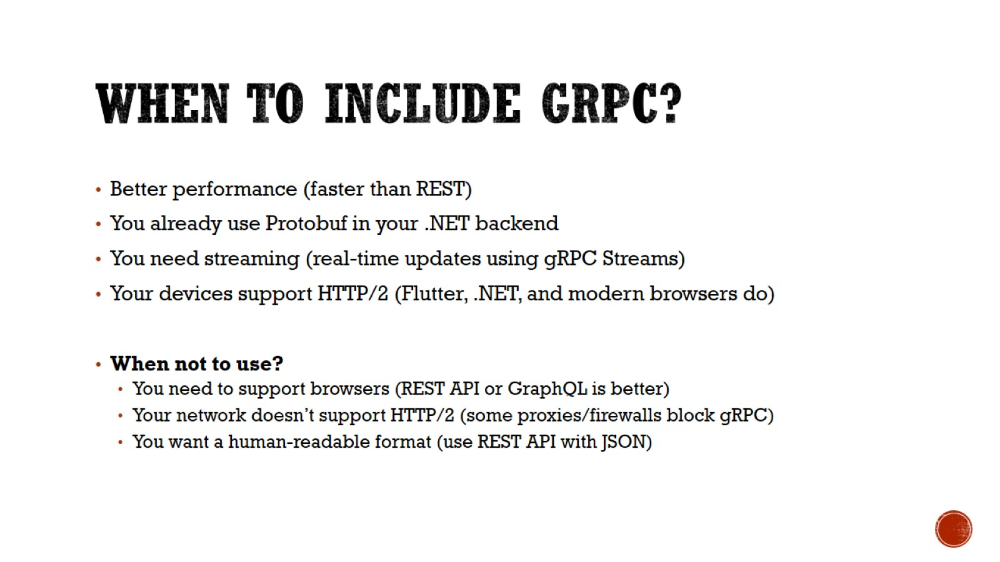 WHEN TO INCLUDE GRPC?
• Better performance (faster than REST)
• You already use Protobuf in your .NET backend
• You need streaming (real-time updates using gRPC Streams)
• Your devices support HTTP/2 (Flutter, .NET, and modern browsers do)
• When not to use?
• You need to support browsers (REST API or GraphQL is better)
• Your network doesn’t support HTTP/2 (some proxies/firewalls block gRPC)
• You want a human-readable format (use REST API with JSON)